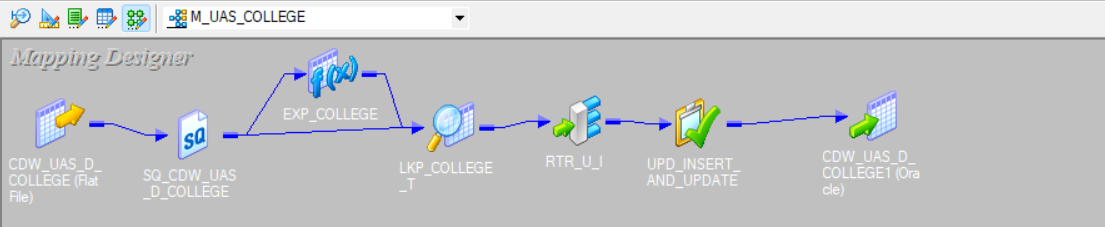 M_UAS_COLLEGE
Mapping Designer
f(x)
EXP_COLLEGE
SQ
CDW_UAS_D_
COLLEGE (Flat
File)
SQ_CDW_UAS
_D_COLLEGE
LKP_COLLEGE
_T
RTR_U_I
UPD_INSERT_
AND_UPDATE
CDW_UAS_D_
COLLEGE1 (Ora
cle)